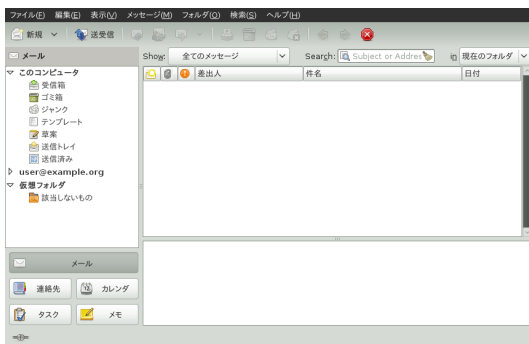 ファイル(F) 編集(E) 表示(V) メッセージ(M) フォルダ(O) 検索(S) ヘルプ(H)
新規 送受信
メール
Show: 全てのメッセージ Search: Subject or Addres in 現在のフォルダ
差出人 件名 日付
このコンピュータ
受信箱
ゴミ箱
ジャンク
テンプレート
草案
送信トレイ
送信済み
user@example.org
仮想フォルダ
該当しないもの
メール
連絡先 カレンダ
タスク メモ